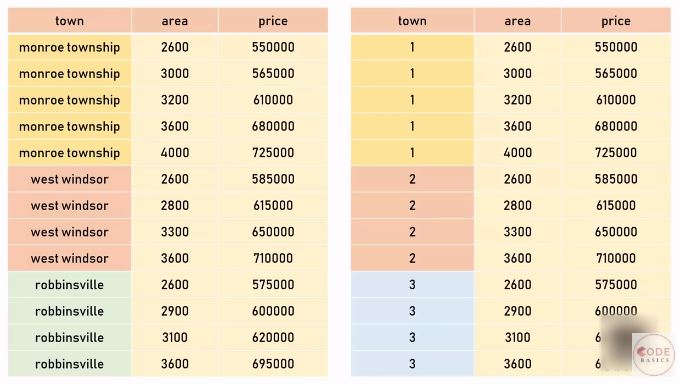 town area price
monroe township 2600 550000
monroe township 3000 565000
monroe township 3200 610000
monroe township 3600 680000
monroe township 4000 725000
west windsor 2600 585000
west windsor 2800 615000
west windsor 3300 650000
west windsor 3600 710000
robbinsville 2600 575000
robbinsville 2900 600000
robbinsville 3100 620000
robbinsville 3600 695000
town area price
1 2600 550000
1 3000 565000
1 3200 610000
1 3600 680000
1 4000 725000
2 2600 585000
2 2800 615000
2 3300 650000
2 3600 710000
3 2600 575000
3 2900 600000
3 3100
3 3600
CODE
BASICS